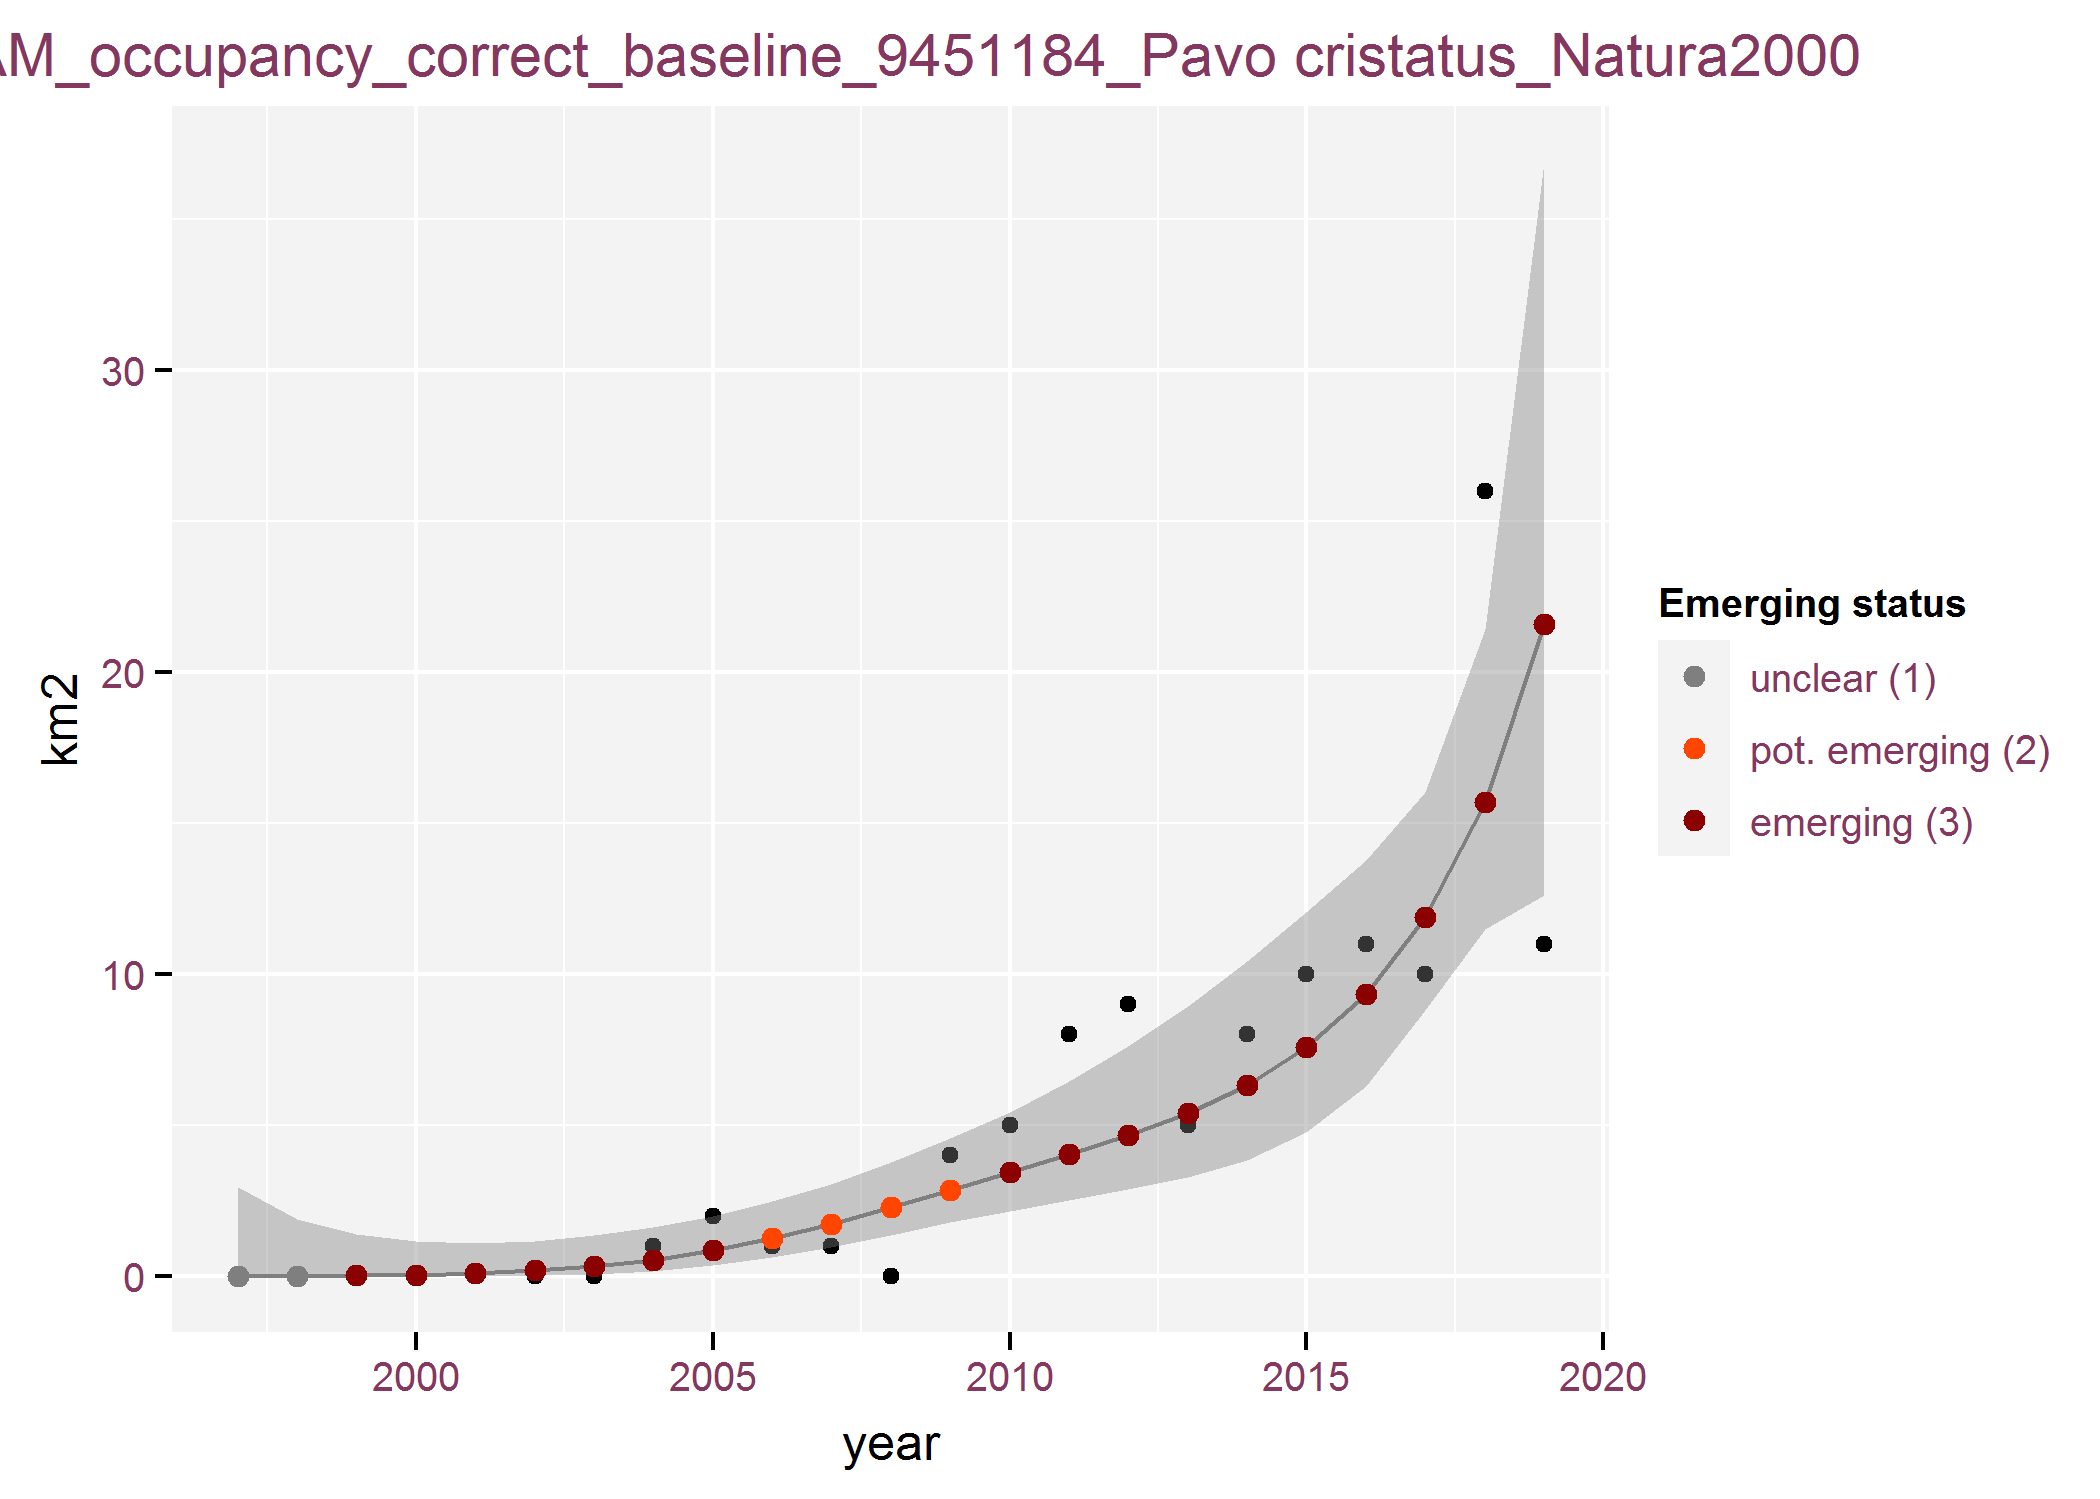 AM_occupancy_correct_baseline_9451184_Pavo cristatus_Natura2000
km2
30
20
10
0
2000 2005 2010 2015 2020
year
Emerging status
unclear (1)
pot. emerging (2)
emerging (3)